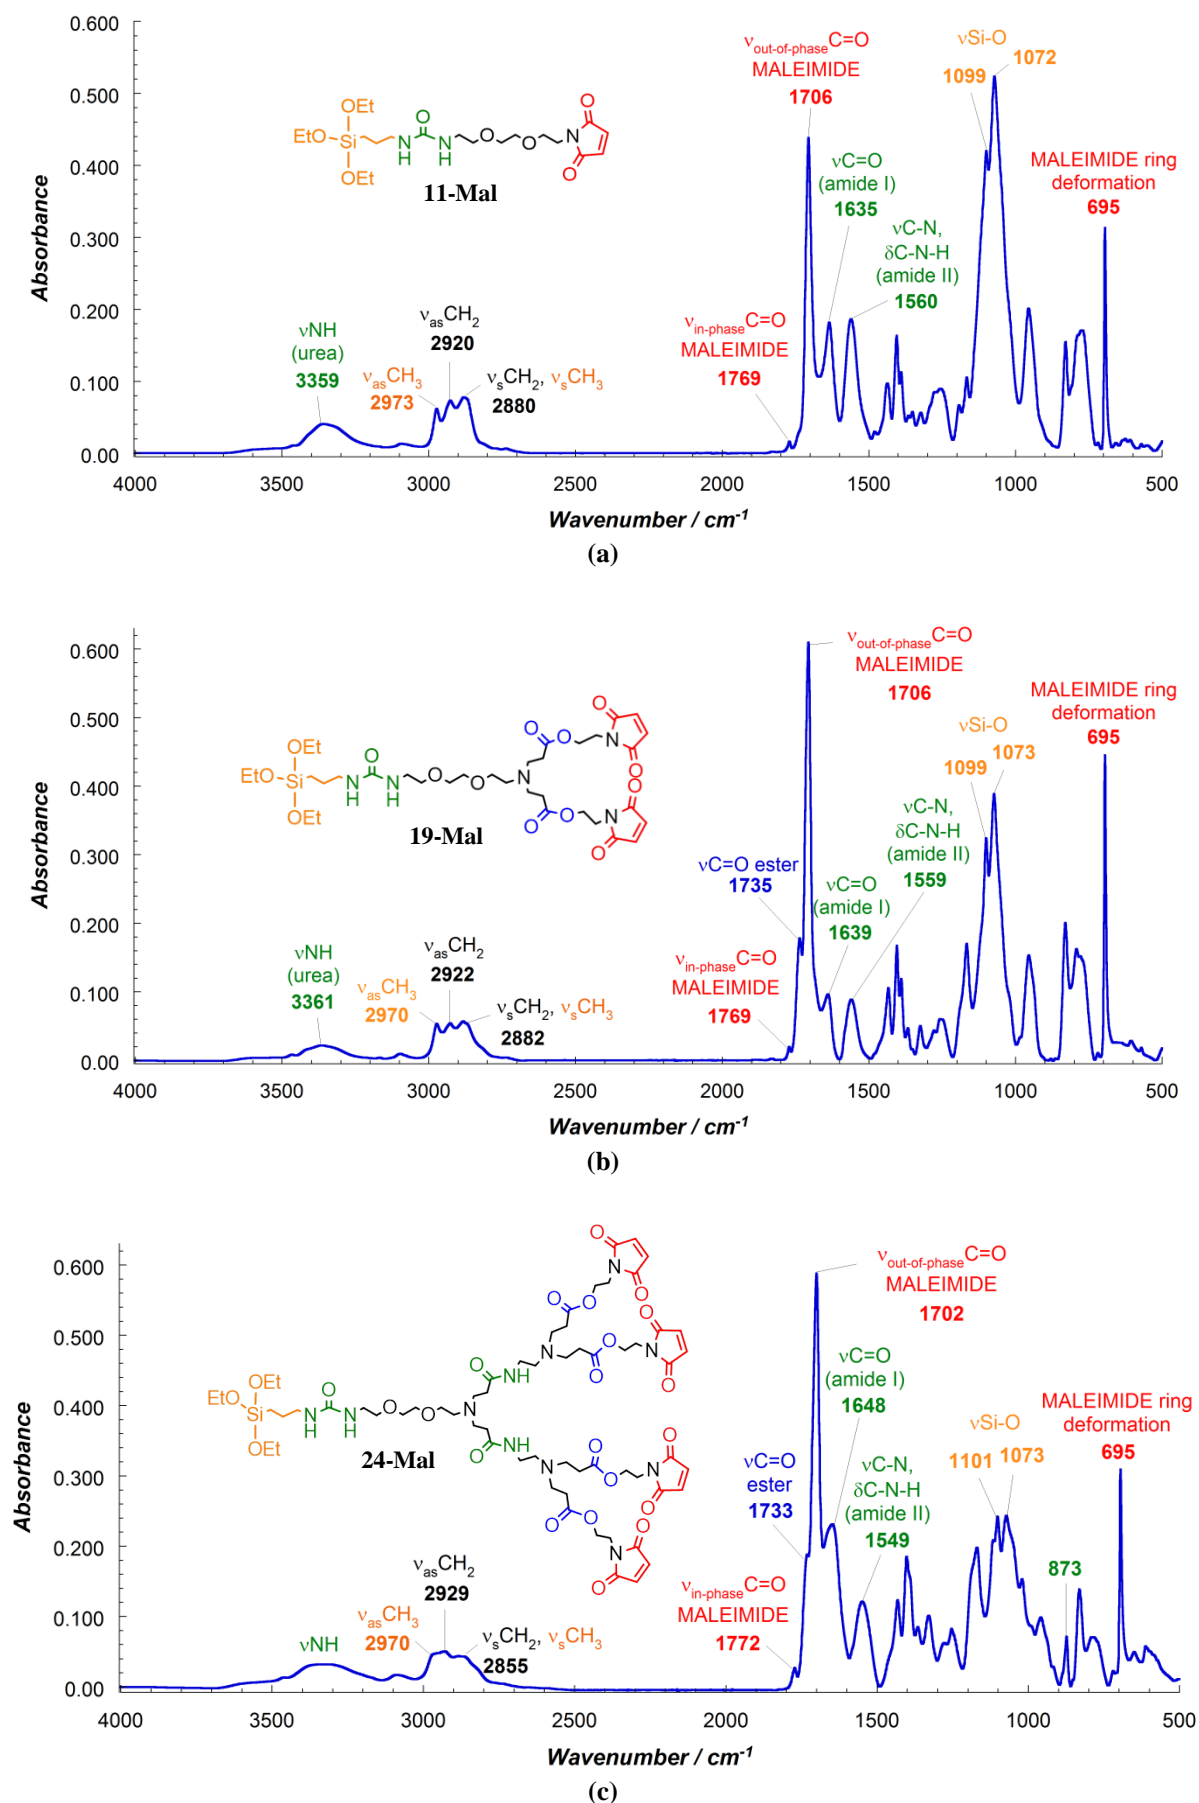 0.600
0.500
0.400
0.300
0.200
0.100
0.00
Absorbance
4000 3500 3000 2500 2000 1500 1000 500
Wavenumber / cm-1
OEt
EtO Si
OEt
O
N H
N H
O
O
N
O
O
11-Mal
νNH
(urea)
3359
νasCH3
2973
νasCH2
2920
νsCH2, νsCH3
2880
νin-phaseC=O
MALEIMIDE
1769
νout-of-phaseC=O
MALEIMIDE
1706
νC=O
(amide I)
1635
νC-N,
δC-N-H
(amide II)
1560
νSi-O
1099 1072
MALEIMIDE ring
deformation
695
(a)
0.600
0.500
0.400
0.300
0.200
0.100
0.00
Absorbance
4000 3500 3000 2500 2000 1500 1000 500
Wavenumber / cm-1
OEt
EtO Si
OEt
O
N H
N H
O
O
N
O
O
N
O
O
O
O
N
O
O
19-Mal
νNH
(urea)
3361
νasCH3
2970
νasCH2
2922
νsCH2, νsCH3
2882
νin-phaseC=O
MALEIMIDE
1769
νC=O ester
1735
νout-of-phaseC=O
MALEIMIDE
1706
νC=O
(amide I)
1639
νC-N,
δC-N-H
(amide II)
1559
νSi-O
1099 1073
MALEIMIDE ring
deformation
695
(b)
0.600
0.500
0.400
0.300
0.200
0.100
0.00
Absorbance
4000 3500 3000 2500 2000 1500 1000 500
Wavenumber / cm-1
OEt
EtO Si
OEt
O
N H
N H
O
O
N
O
NH
N
O
O
N
O
O
O
O
N
O
O
O
NH
N
O
O
N
O
O
O
O
N
O
O
24-Mal
νNH
νasCH3
2970
νasCH2
2929
νsCH2, νsCH3
2855
νin-phaseC=O
MALEIMIDE
1772
νC=O
ester
1733
νout-of-phaseC=O
MALEIMIDE
1702
νC=O
(amide I)
1648
νC-N,
δC-N-H
(amide II)
1549
νSi-O
1101 1073
873
MALEIMIDE ring
deformation
695
(c)